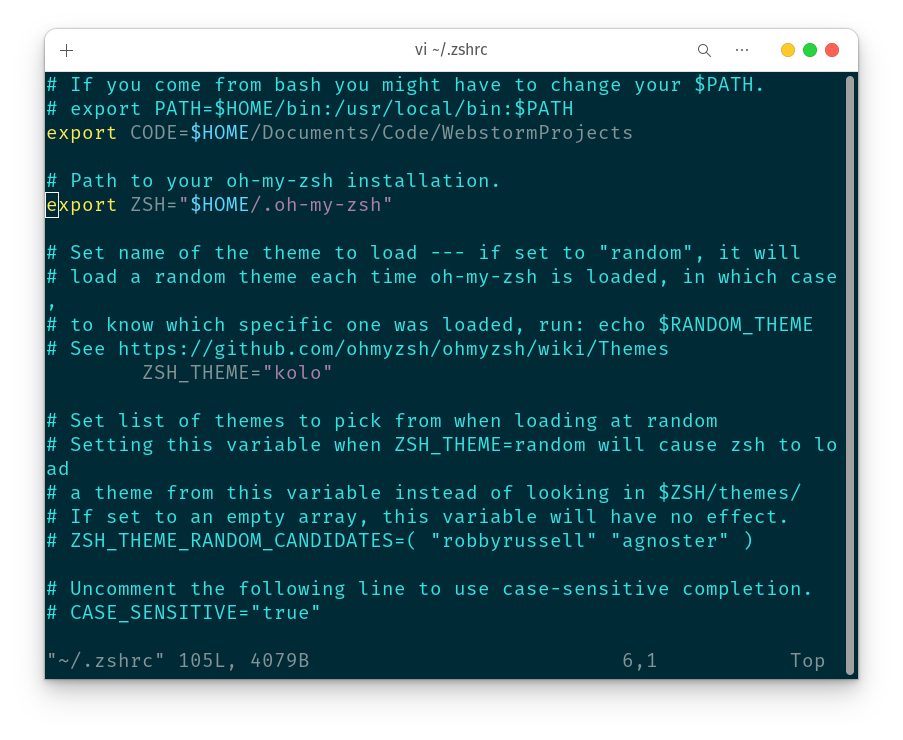 vi ~/.zshrc
# If you come from bash you might have to change your $PATH.
# export PATH=$HOME/bin:/usr/local/bin:$PATH
export CODE=$HOME/Documents/Code/WebstormProjects
# Path to your oh-my-zsh installation.
export ZSH="$HOME/.oh-my-zsh"
# Set name of the theme to load --- if set to "random", it will
# load a random theme each time oh-my-zsh is loaded, in which case
,
# to know which specific one was loaded, run: echo $RANDOM_THEME
# See https://github.com/ohmyzsh/ohmyzsh/wiki/Themes
ZSH_THEME="kolo"
# Set list of themes to pick from when loading at random
# Setting this variable when ZSH_THEME=random will cause zsh to lo
ad
# a theme from this variable instead of looking in $ZSH/themes/
# If set to an empty array, this variable will have no effect.
# ZSH_THEME_RANDOM_CANDIDATES=( "robbyrussell" "agnoster" )
# Uncomment the following line to use case-sensitive completion.
# CASE_SENSITIVE="true"
"~/.zshrc" 105L, 4079B 6,1 Top